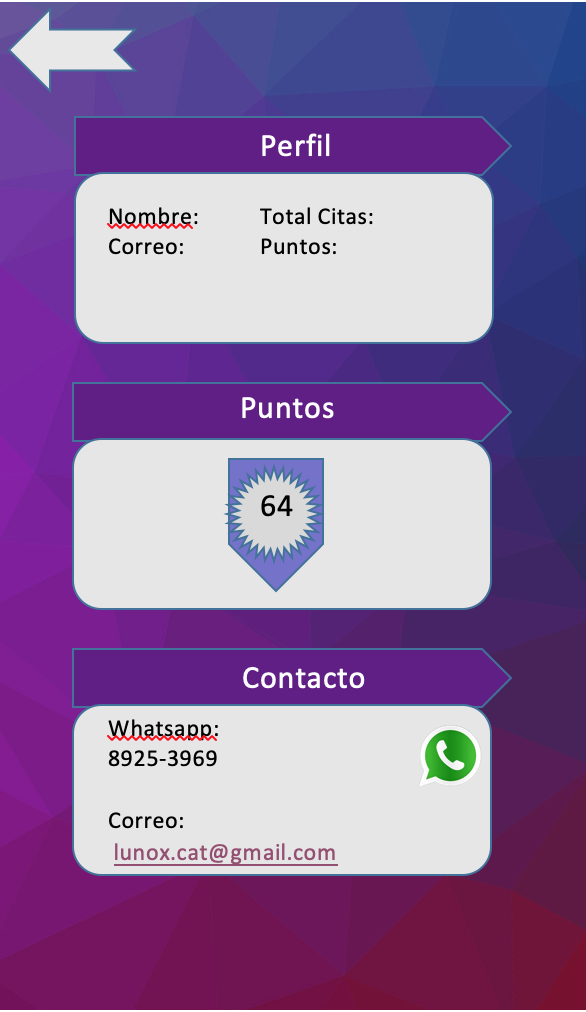 Perfil
Nombre: Total Citas:
Correo: Puntos:
Puntos
64
Contacto
Whatsapp:
8925-3969
Correo:
lunox.cat@gmail.com